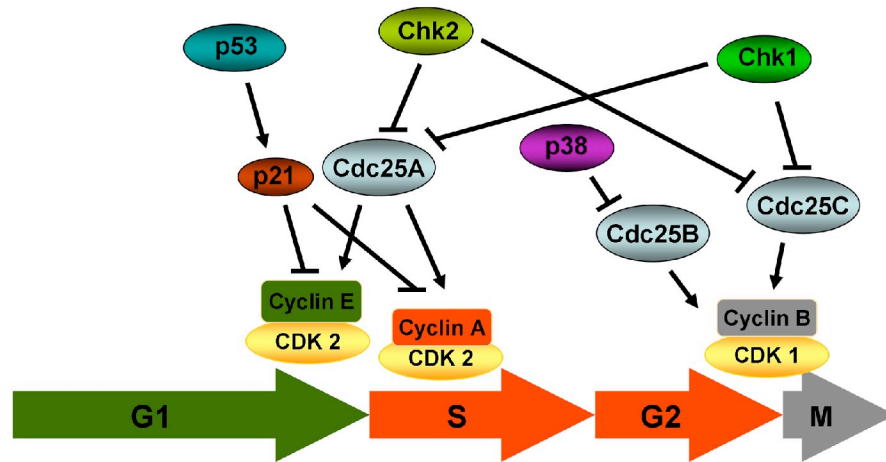 p53
Chk2
Chk1
p38
p21
Cdc25A
Cdc25B
Cdc25C
Cyclin E
CDK 2
Cyclin A
CDK 2
Cyclin B
CDK 1
G1
S
G2
M